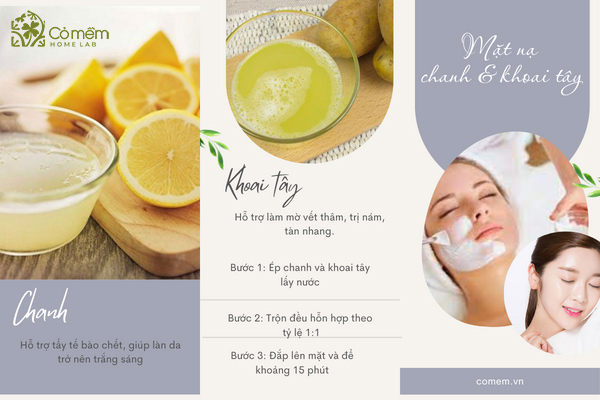 Cỏ mềm
HOME LAB
Chanh
Hỗ trợ tẩy tế bào chết, giúp làn da
trở nên trắng sáng
Khoai tây
Hỗ trợ làm mờ vết thâm, trị nám,
tàn nhang.
Bước 1: Ép chanh và khoai tây
lấy nước
Bước 2: Trộn đều hỗn hợp theo
tỷ lệ 1:1
Bước 3: Đắp lên mặt và để
khoảng 15 phút
Mặt nạ
chanh & khoai tây
comem.vn